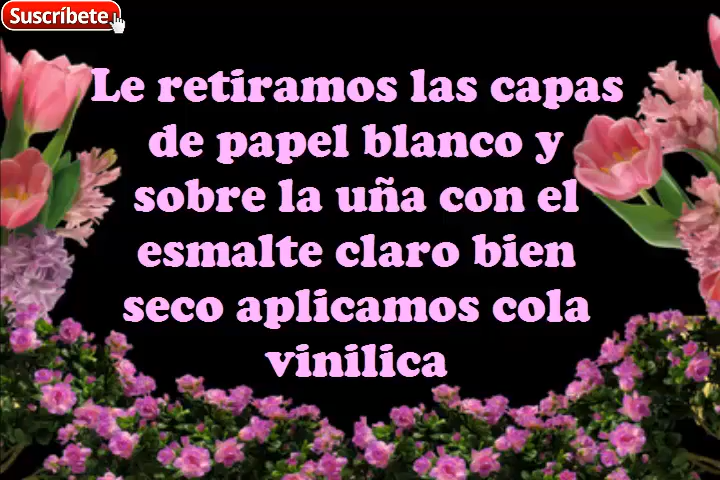 Suscríbete
Le retiramos las capas
de papel blanco y
sobre la uña con el
esmalte claro bien
seco aplicamos cola
vinilica